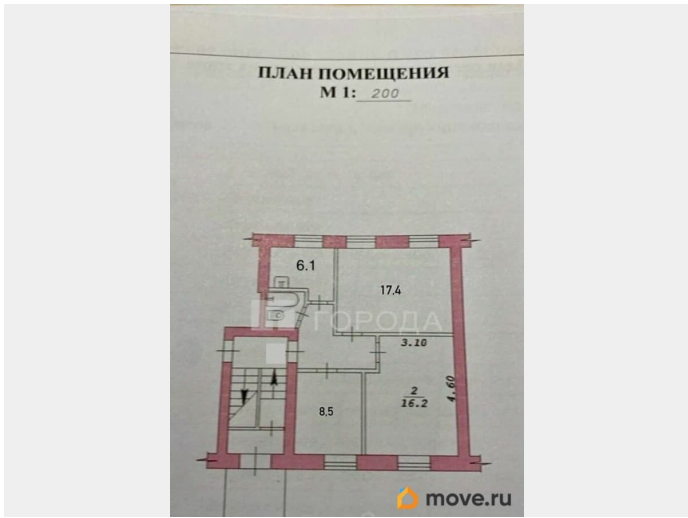 ПЛАН ПОМЕЩЕНИЯ
М 1: 200
6.1
17,4
ГОРОДА
3.10
2
16.2
4.60
8,5
move.ru